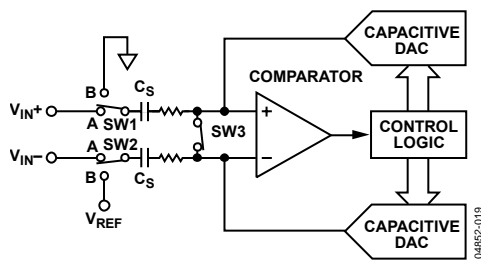 CAPACITIVE
DAC
B
COMPARATOR
CS
VIN+
A
SW1
+
SW3
CONTROL
LOGIC
VIN–
A
SW2
–
B
CS
VREF
CAPACITIVE
DAC
04852-019